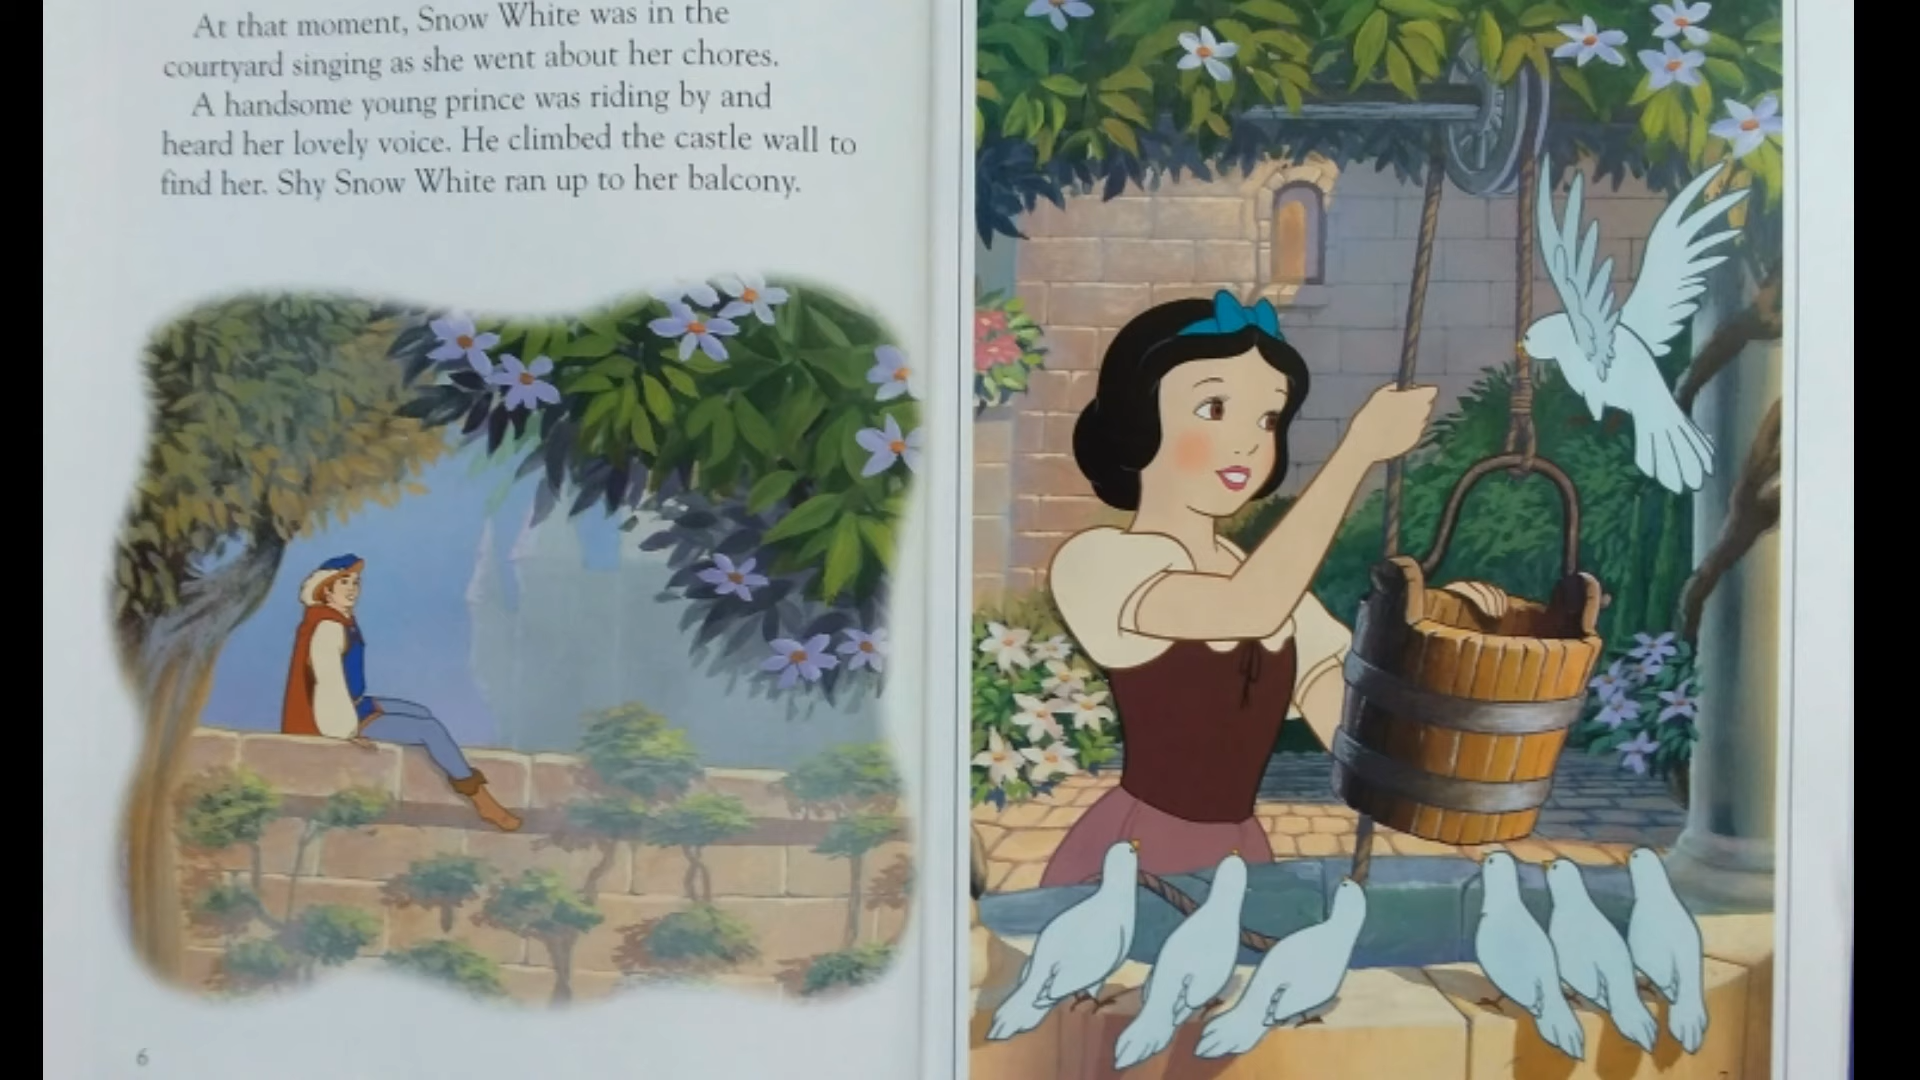 At that moment, Snow White was in the
courtyard singing as she went about her chores.
A handsome young prince was riding by and
heard her lovely voice. He climbed the castle wall to
find her. Shy Snow White ran up to her balcony.
6